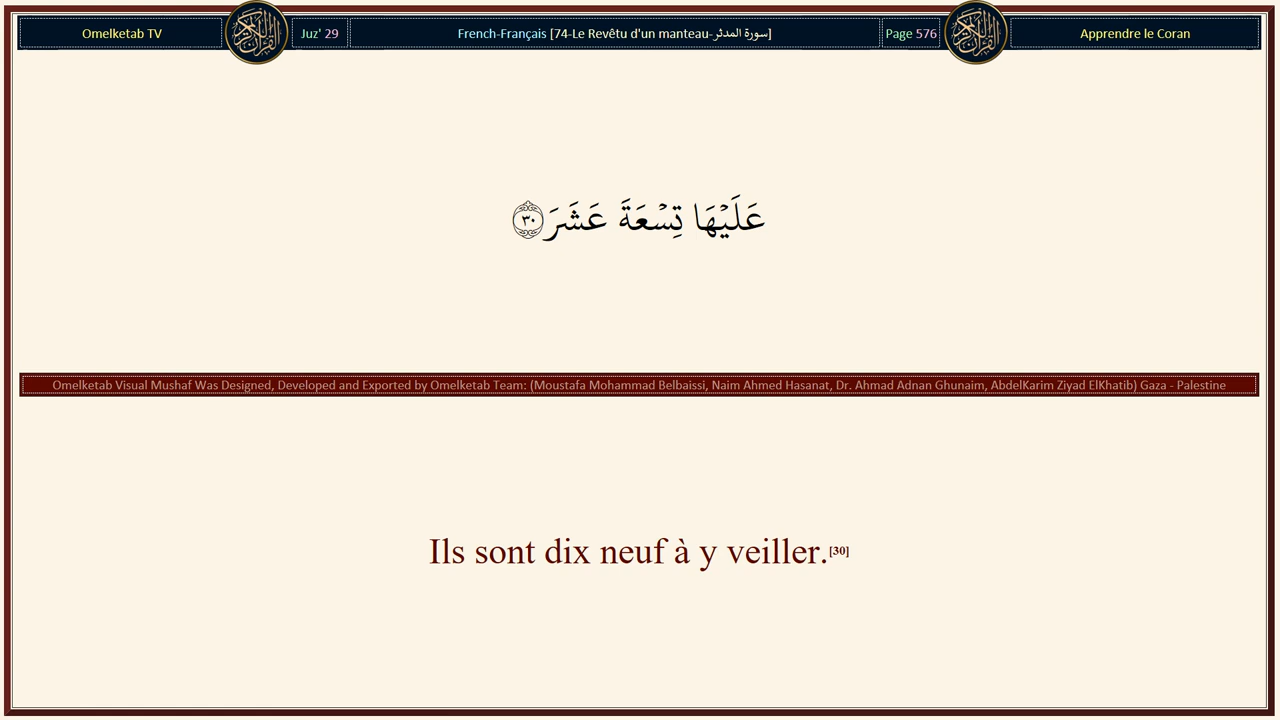 Omelketab TV
Juz' 29
French-Français [74-Le Revêtu d'un manteau-سورة المدثر]
Page 576
Apprendre le Coran
عَلَيۡهَا تِسۡعَةَ عَشَرَ ٣٠
Omelketab Visual Mushaf Was Designed, Developed and Exported by Omelketab Team: (Moustafa Mohammad Belbaissi, Naim Ahmed Hasanat, Dr. Ahmad Adnan Ghunaim, AbdelKarim Ziyad ElKhatib) Gaza - Palestine
Ils sont dix neuf à y veiller.[30]